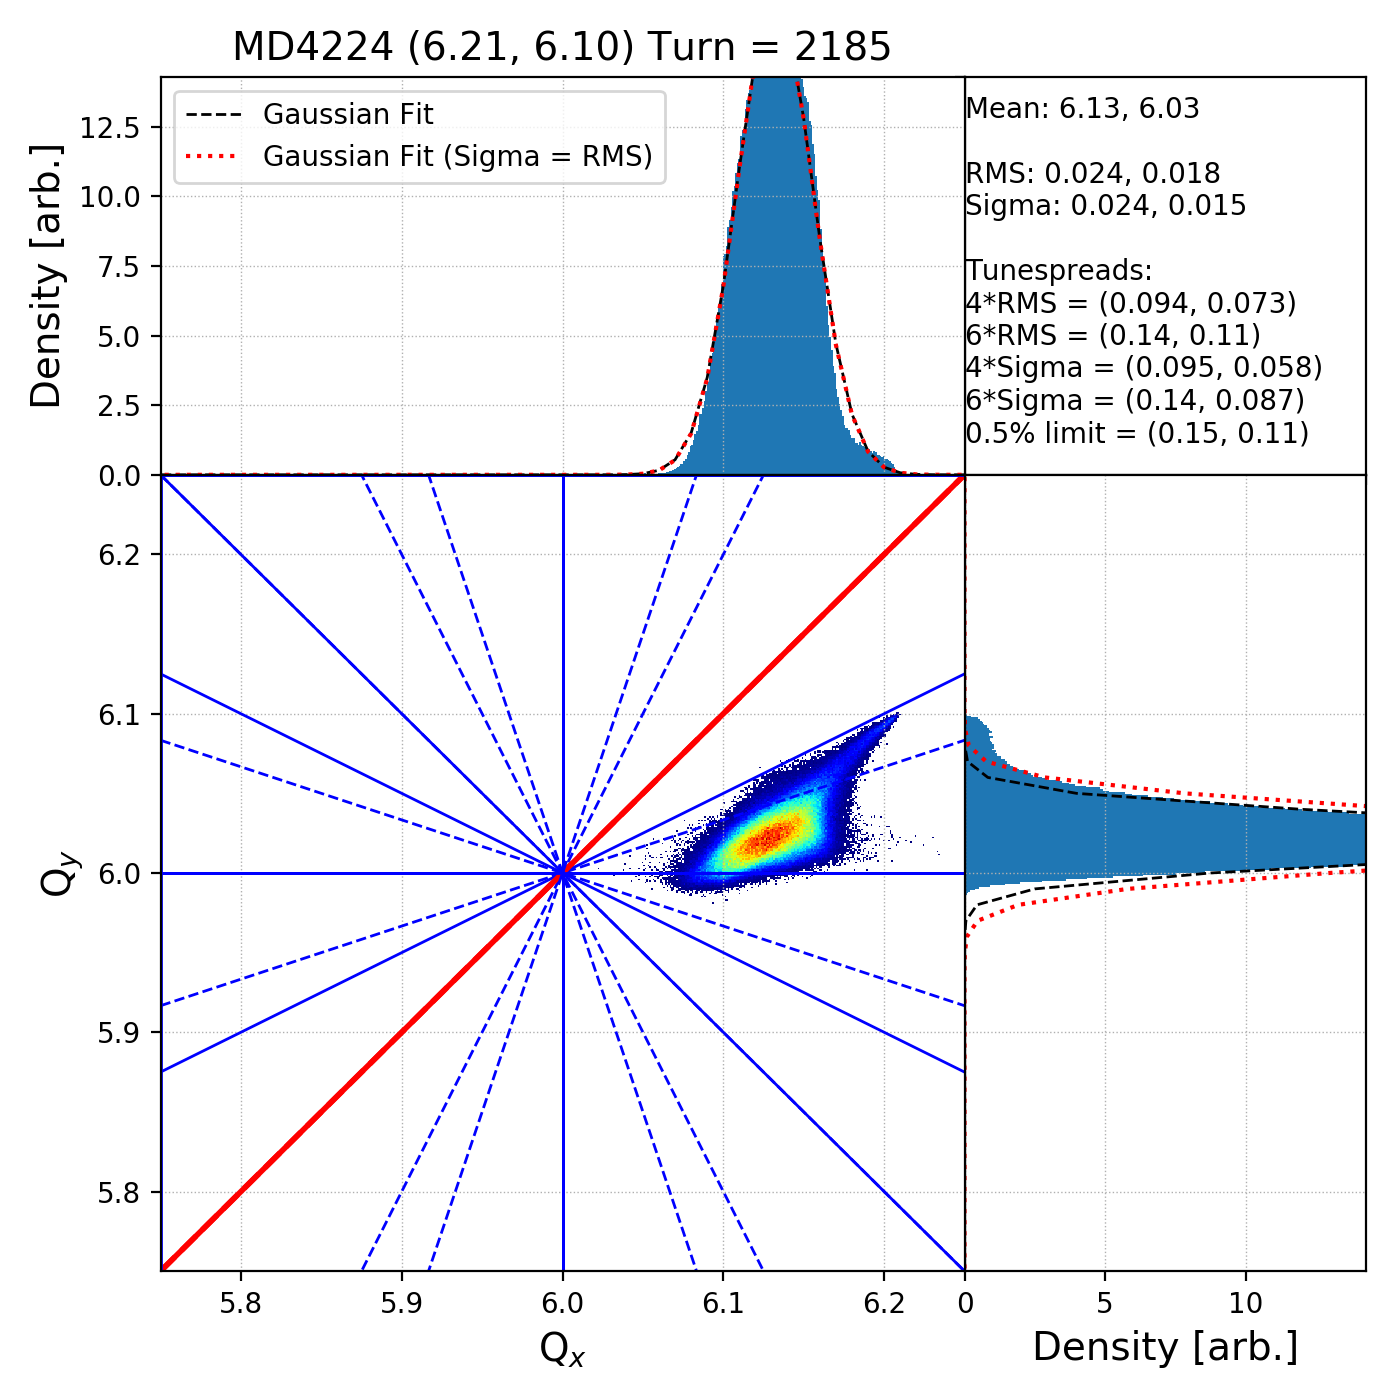 MD4224 (6.21, 6.10) Turn = 2185
Gaussian Fit
Gaussian Fit (Sigma = RMS)
Density [arb.]
12.5
10.0
7.5
5.0
2.5
0.0
Mean: 6.13, 6.03
RMS: 0.024, 0.018
Sigma: 0.024, 0.015
Tunespreads:
4*RMS = (0.094, 0.073)
6*RMS = (0.14, 0.11)
4*Sigma = (0.095, 0.058)
6*Sigma = (0.14, 0.087)
0.5% limit = (0.15, 0.11)
Qy
6.2
6.1
6.0
5.9
5.8
5.8 5.9 6.0 6.1 6.2
Qx
0 5 10
Density [arb.]